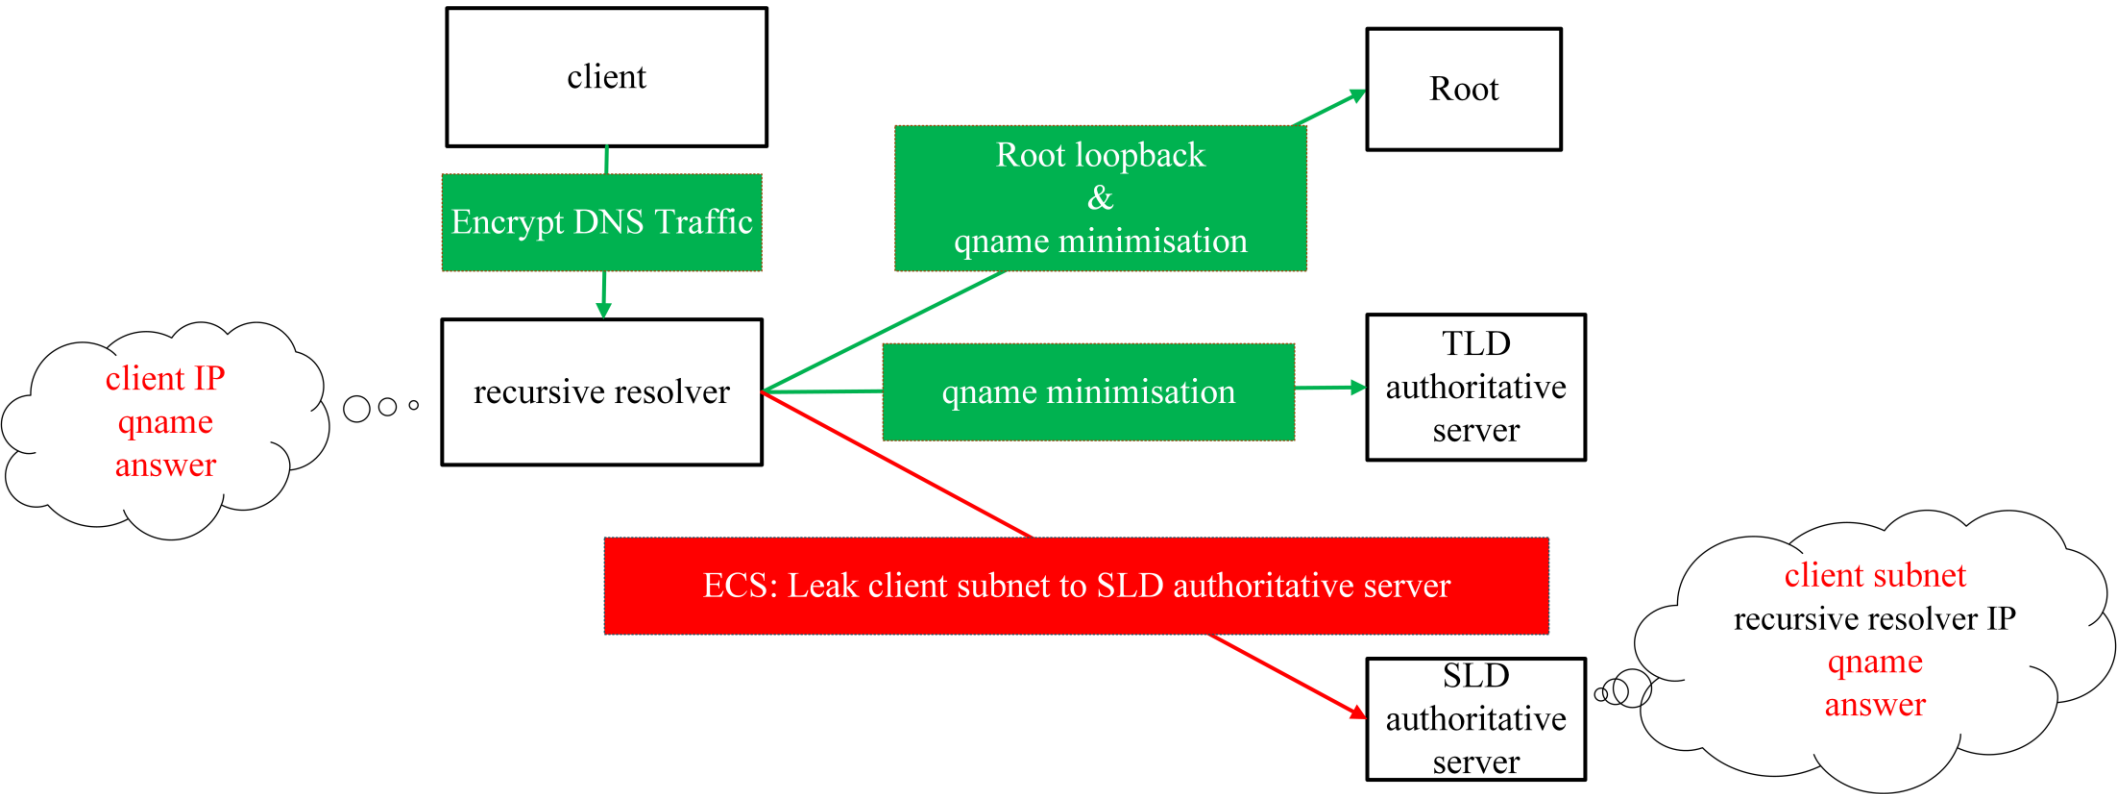 client
Root
Root loopback
&
qname minimisation
Encrypt DNS Traffic
client IP
qname
answer
recursive resolver
qname minimisation
TLD
authoritative
server
ECS: Leak client subnet to SLD authoritative server
client subnet
recursive resolver IP
qname
answer
SLD
authoritative
server